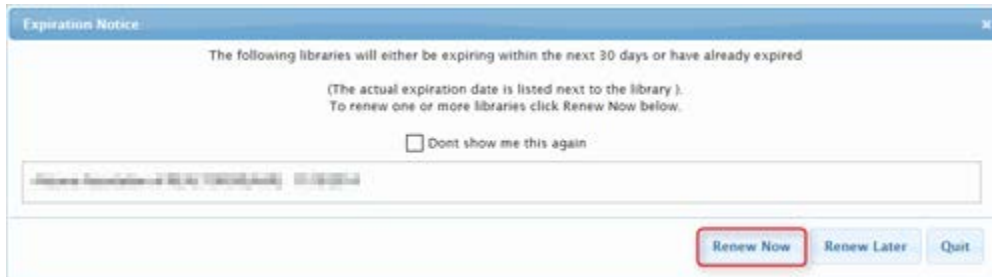 Expiration Notice
The following libraries will either be expiring within the next 30 days or have already expired
(The actual expiration date is listed next to the library ).
To renew one or more libraries click Renew Now below.
Dont show me this again
Renew Now Renew Later Quit